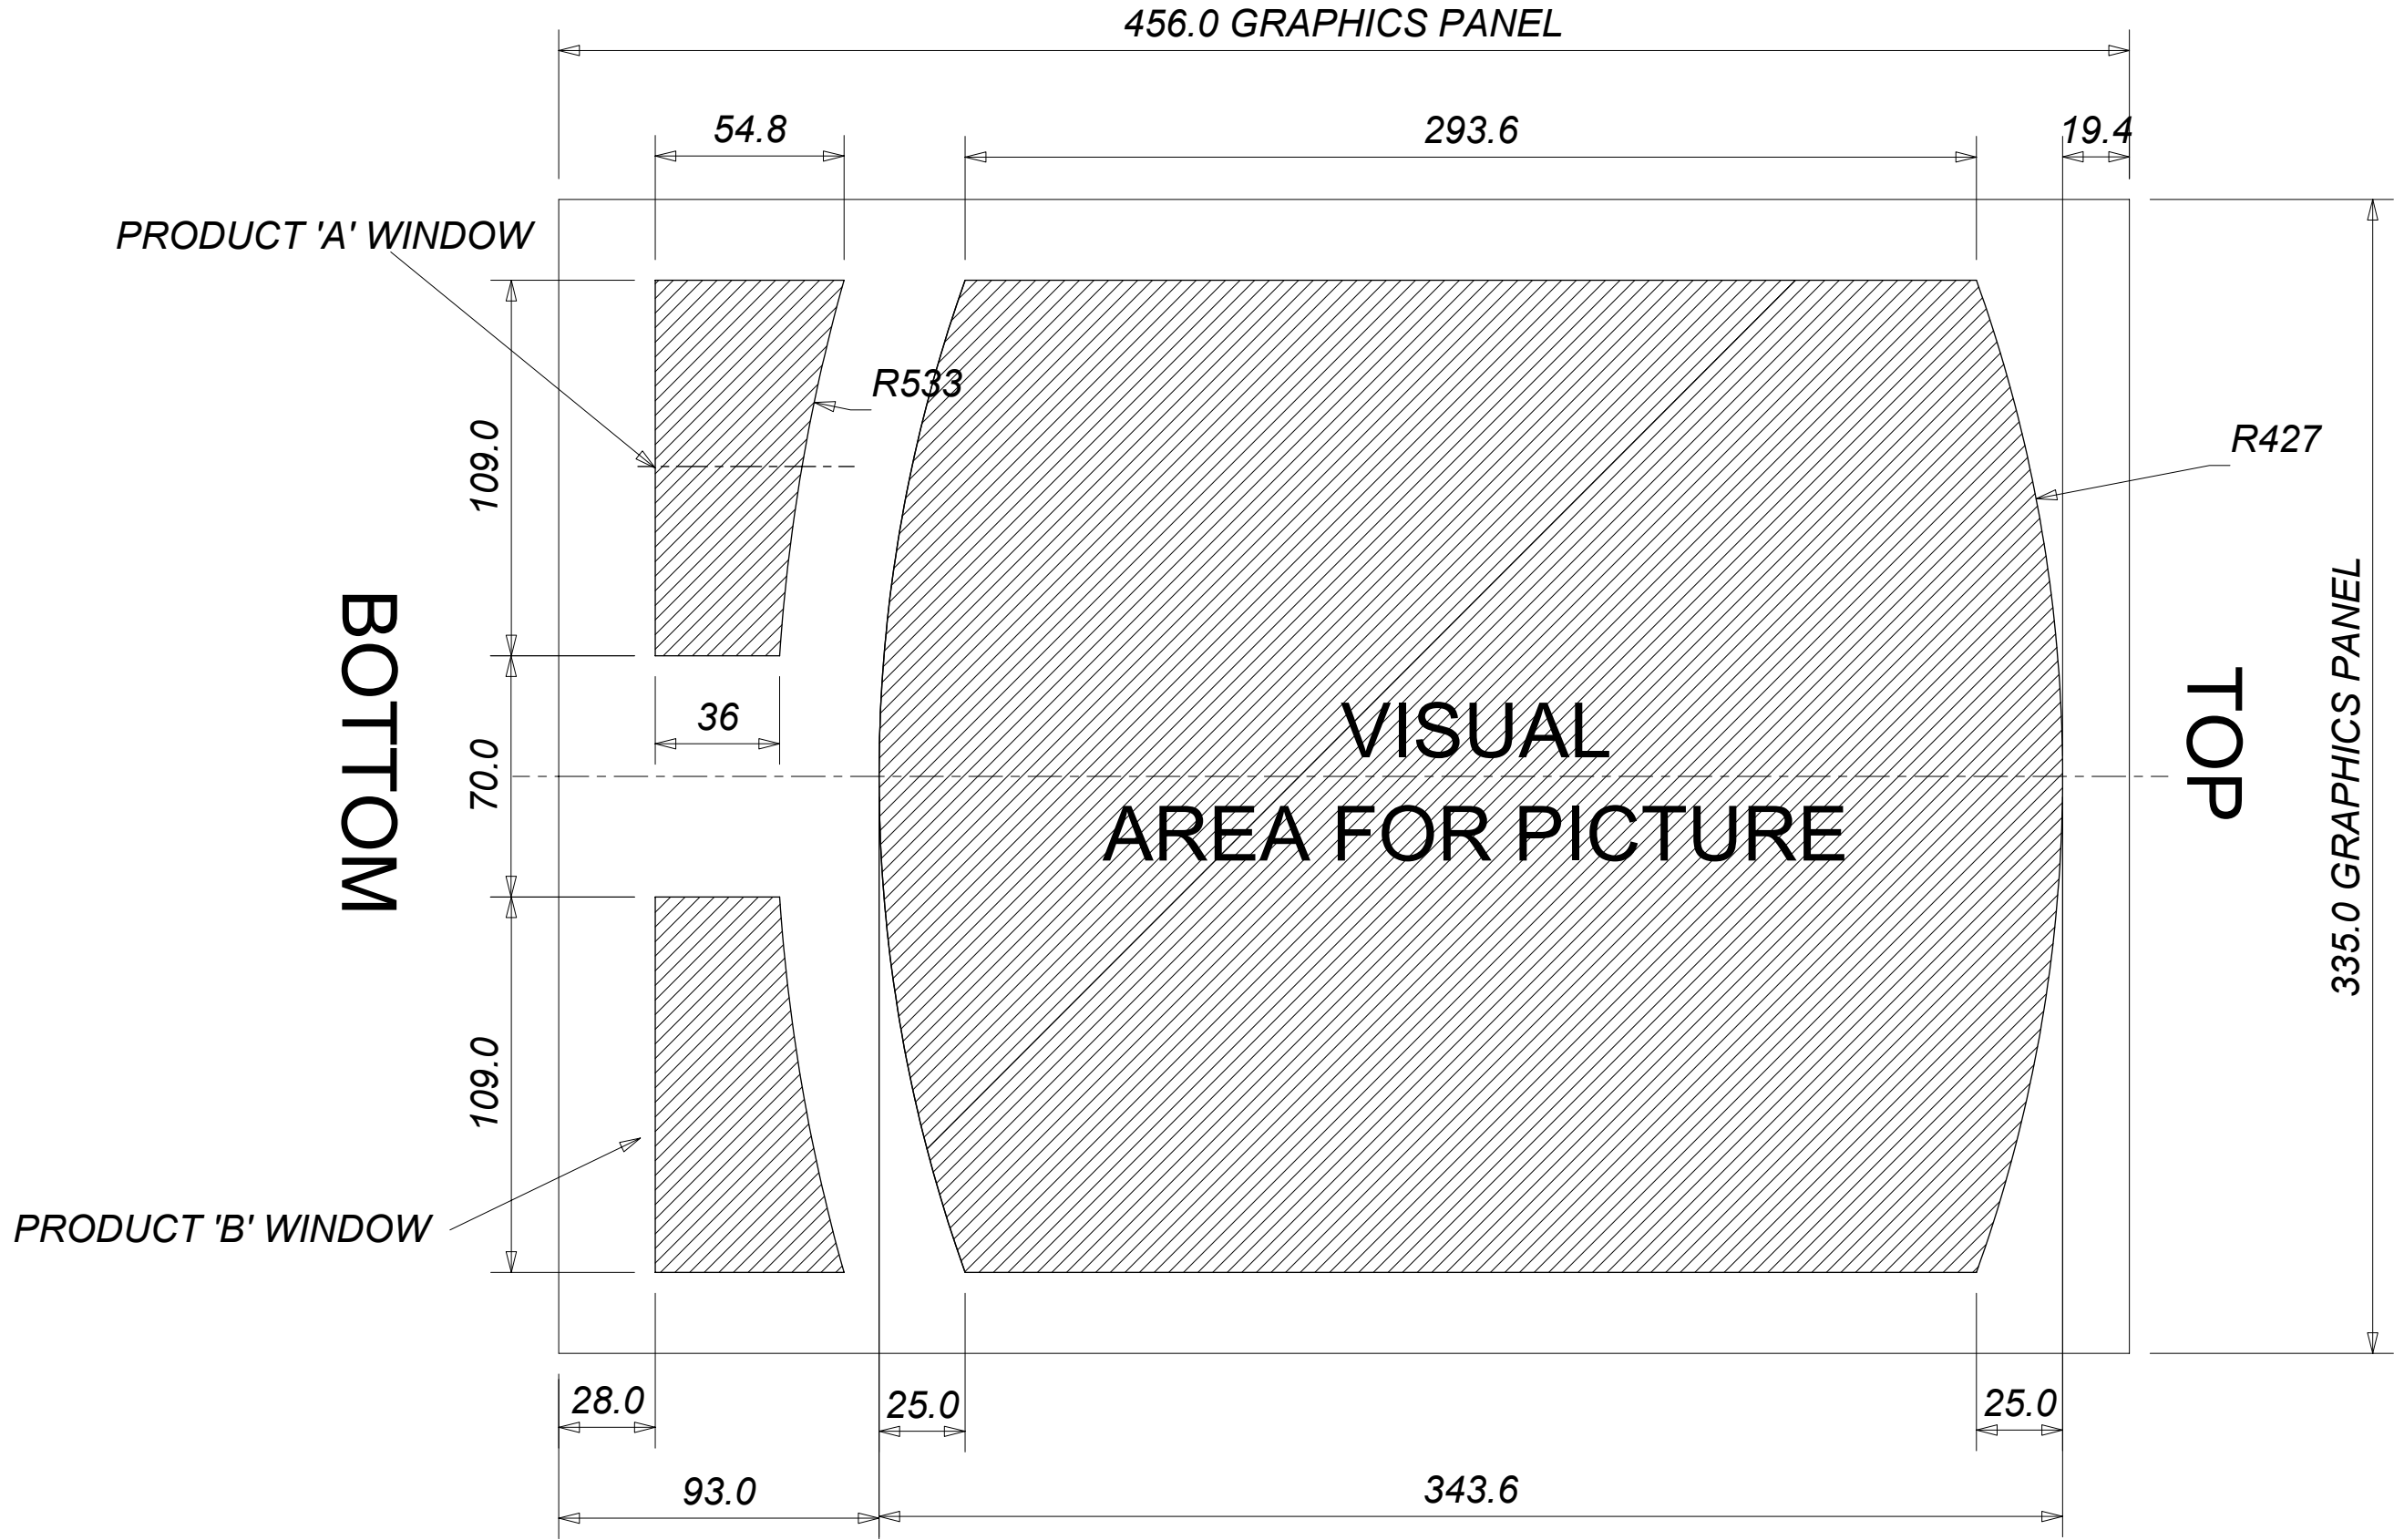 456.0 GRAPHICS PANEL
54.8
293.6
19.4
PRODUCT 'A' WINDOW
R533
R427
109.0
335.0 GRAPHICS PANEL
BOTTOM
TOP
36
70.0
VISUAL
AREA FOR PICTURE
109.0
PRODUCT 'B' WINDOW
28.0
25.0
25.0
93.0
343.6